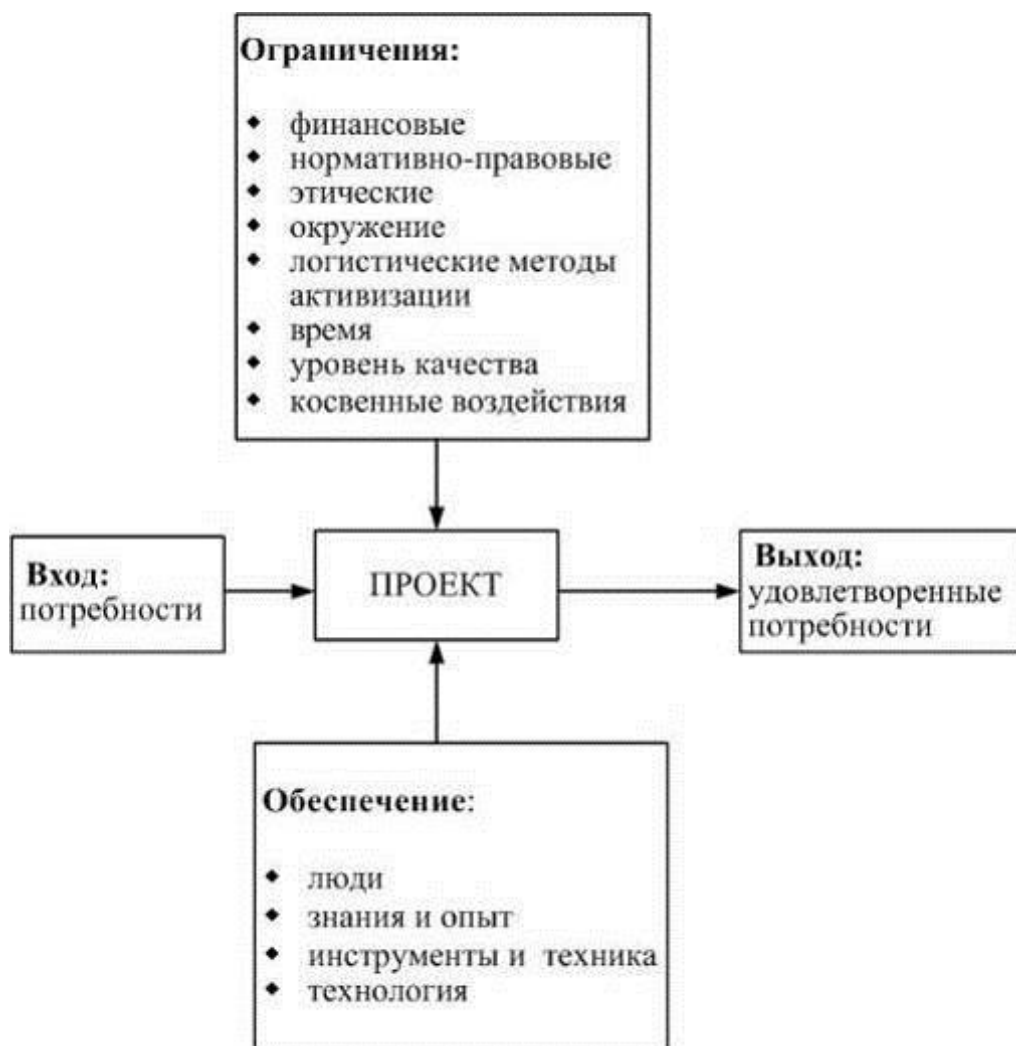 Ограничения:
◆ финансовые
◆ нормативно-правовые
◆ этические
◆ окружение
◆ логистические методы
активизации
◆ время
◆ уровень качества
◆ косвенные воздействия
Вход:
потребности
ПРОЕКТ
Выход:
удовлетворенные
потребности
Обеспечение:
◆ люди
◆ знания и опыт
◆ инструменты и техника
◆ технология